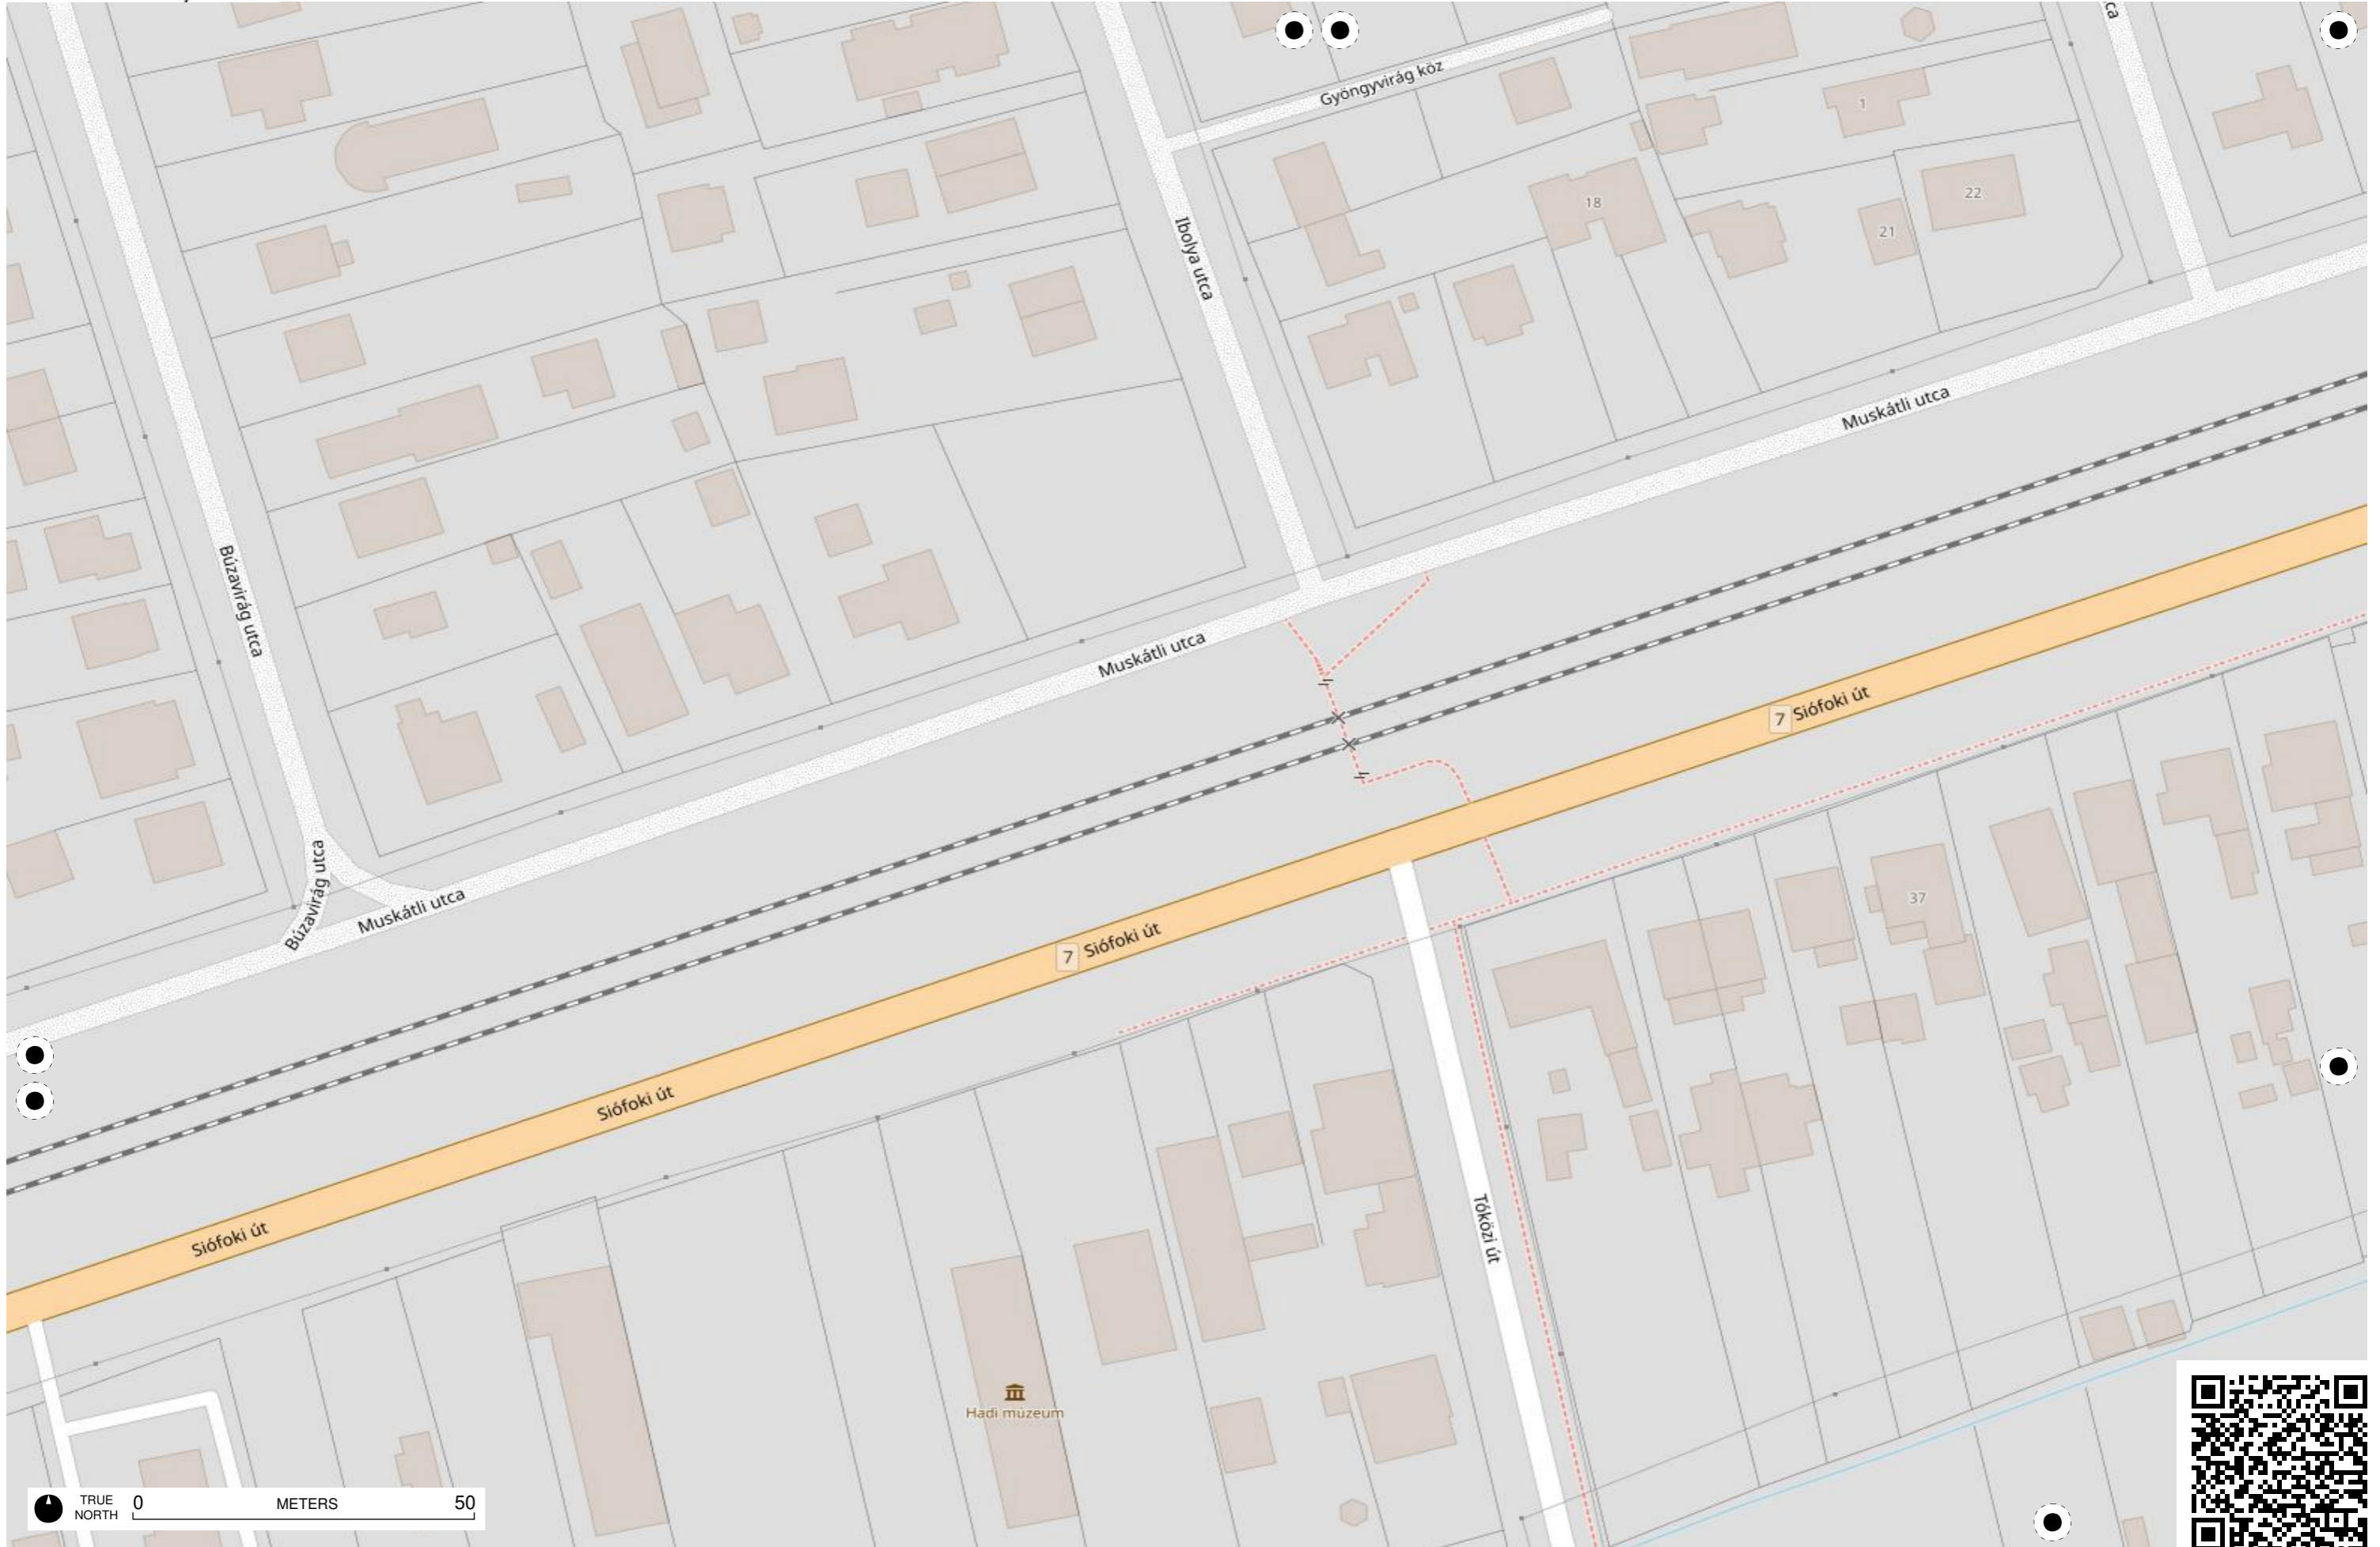 Gyöngyvirág köz
1
18
22
21
Ibolya utca
ca
Muskátli utca
Búzavirág utca
Muskátli utca
7 Siófoki út
Búzavirág utca
Muskátli utca
37
7 Siófoki út
Siófoki út
Siófoki út
Tóközi út
Hadi múzeum
TRUE NORTH
0 METERS 50